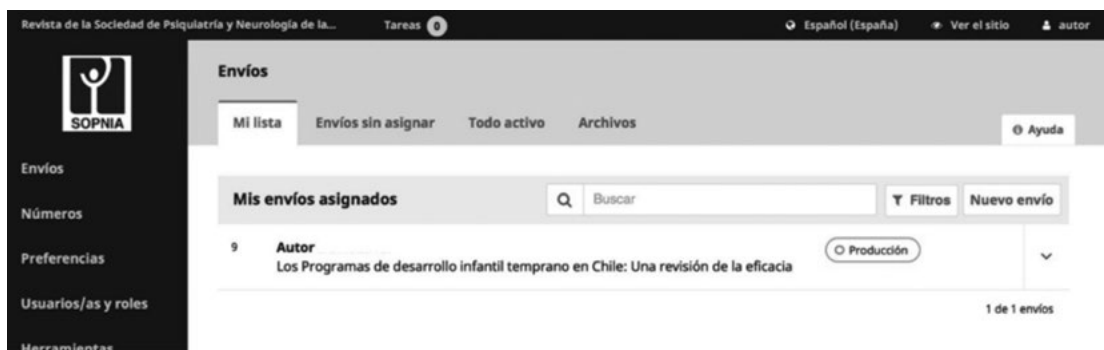 Revista de la Sociedad de Psiquiatría y Neurología de la... Tareas 0 Español (España) Ver el sitio autor
SOPNIA
Envíos
Mi lista Envíos sin asignar Todo activo Archivos
Ayuda
Envíos
Números
Preferencias
Usuarios/as y roles
Herramientas
Mis envíos asignados Buscar Filtros Nuevo envío
9 Autor Producción
Los Programas de desarrollo infantil temprano en Chile: Una revisión de la eficacia
1 de 1 envíos